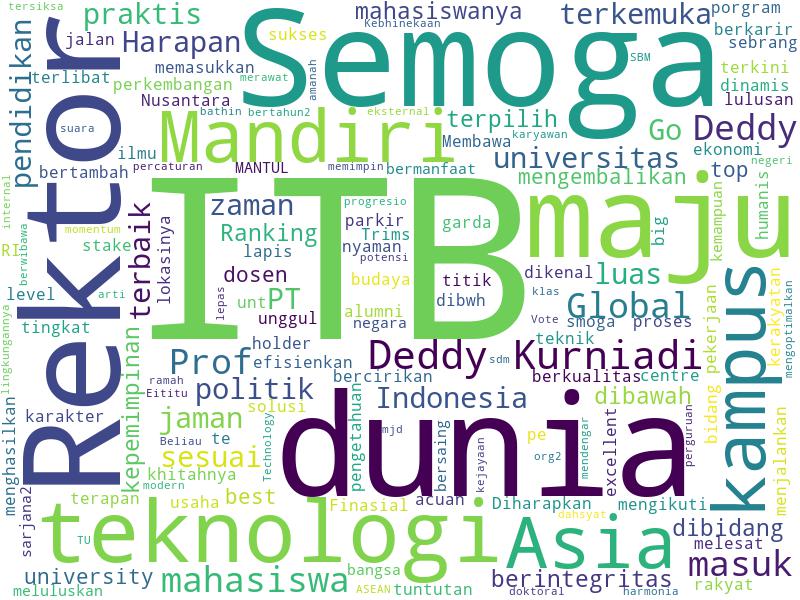 tersiksa
praktis
mahasiswanya
Kebhinekaan
terkemuka
porgram
berkarir
sebrang
jalan
Harapan
sukses
Semoga
SBM
terkini
dinamis
lulusan
terlibat
memasukkan
perkembangan
merawat
amanah
Nusantara
bathin
bertahun2
eksternal
terpilih
Go
Deddy
pendidikan
Rektor
suara
ilmu
Mandiri
Membawa
karyawan
universitas
ekonomi
top
negeri
bertambah
percaturan
MANTUL
memimpin
bermanfaat
mengembalikan
kemampuan
humanis
internal
momentum
RI
stake
berwibawa
terbaik
lokasinya
zaman
Ranking
lapis
dosen
progresio
parkir
Trims
nyaman
potensi
garda
ITB
maju
big
level
arti
tingkat
lingkungannya
unt
PT
unggul
lepas
budaya
alumni
negara
titik
dibwh
dikenal
klas
Vote
teknik
luas
Global
smoga
proses
kampus
pekerjaan
kerakyatan
mengoptimalkan
holder
efisienkan
Prof
Deddy
sdm
Kurniadi
politik
ramah
Eititu
bercirikan
berkualitas
centre
Indonesia
dibawah
bidang
menghasilkan
karakter
kepemimpinan
jaman
solusi
Beliau
te
sesuai
Technology
pengetahuan
mjd
dunia
bersaing
kejayaan
pe
org2
mendengar
excellent
perguruan
menjalankan
khitahnya
modern
terapan
usaha
best
Finasial
acuan
Diharapkan
dahsyat
mengikuti
sarjana2
TU
teknologi
Asia
dibidang
melesat
masuk
university
meluluskan
mahasiswa
bangsa
ASEAN
tuntutan
berintegritas
doktoral
harmonia
rakyat